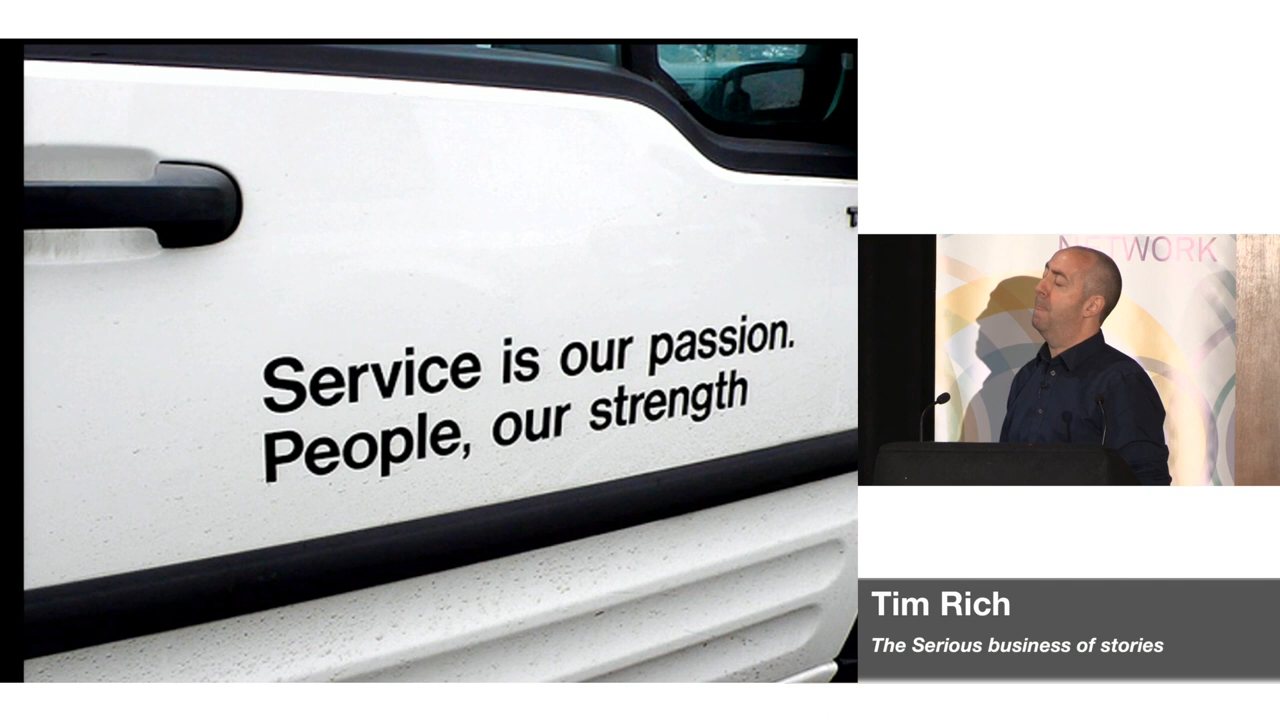 Service is our passion.
People, our strength
NETWORK
Tim Rich
The Serious business of stories